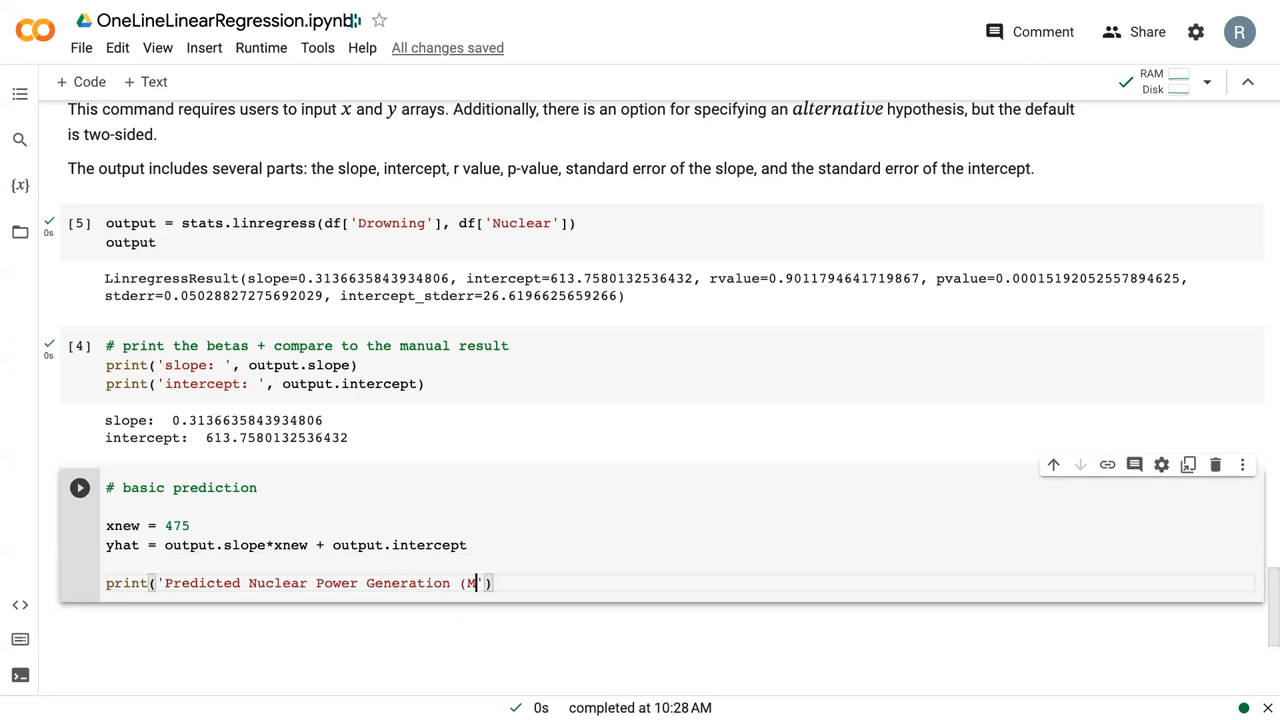 OneLineLinearRegression.ipynb
Comment
Share
R
File Edit View Insert Runtime Tools Help All changes saved
+ Code + Text
RAM
Disk
This command requires users to input x and y arrays. Additionally, there is an option for specifying an alternative hypothesis, but the default
is two-sided.
The output includes several parts: the slope, intercept, r value, p-value, standard error of the slope, and the standard error of the intercept.
{x}
0s
[5] output = stats.linregress(df['Drowning'], df['Nuclear'])
output
LinregressResult(slope=0.3136635843934806, intercept=613.7580132536432, rvalue=0.9011794641719867, pvalue=0.00015192052557894625,
stderr=0.05028827275692029, intercept_stderr=26.6196625659266)
0s
[4] # print the betas + compare to the manual result
print('slope: ', output.slope)
print('intercept: ', output.intercept)
slope: 0.3136635843934806
intercept: 613.7580132536432
# basic prediction
xnew = 475
yhat = output.slope*xnew + output.intercept
print('Predicted Nuclear Power Generation (M')
0s completed at 10:28 AM